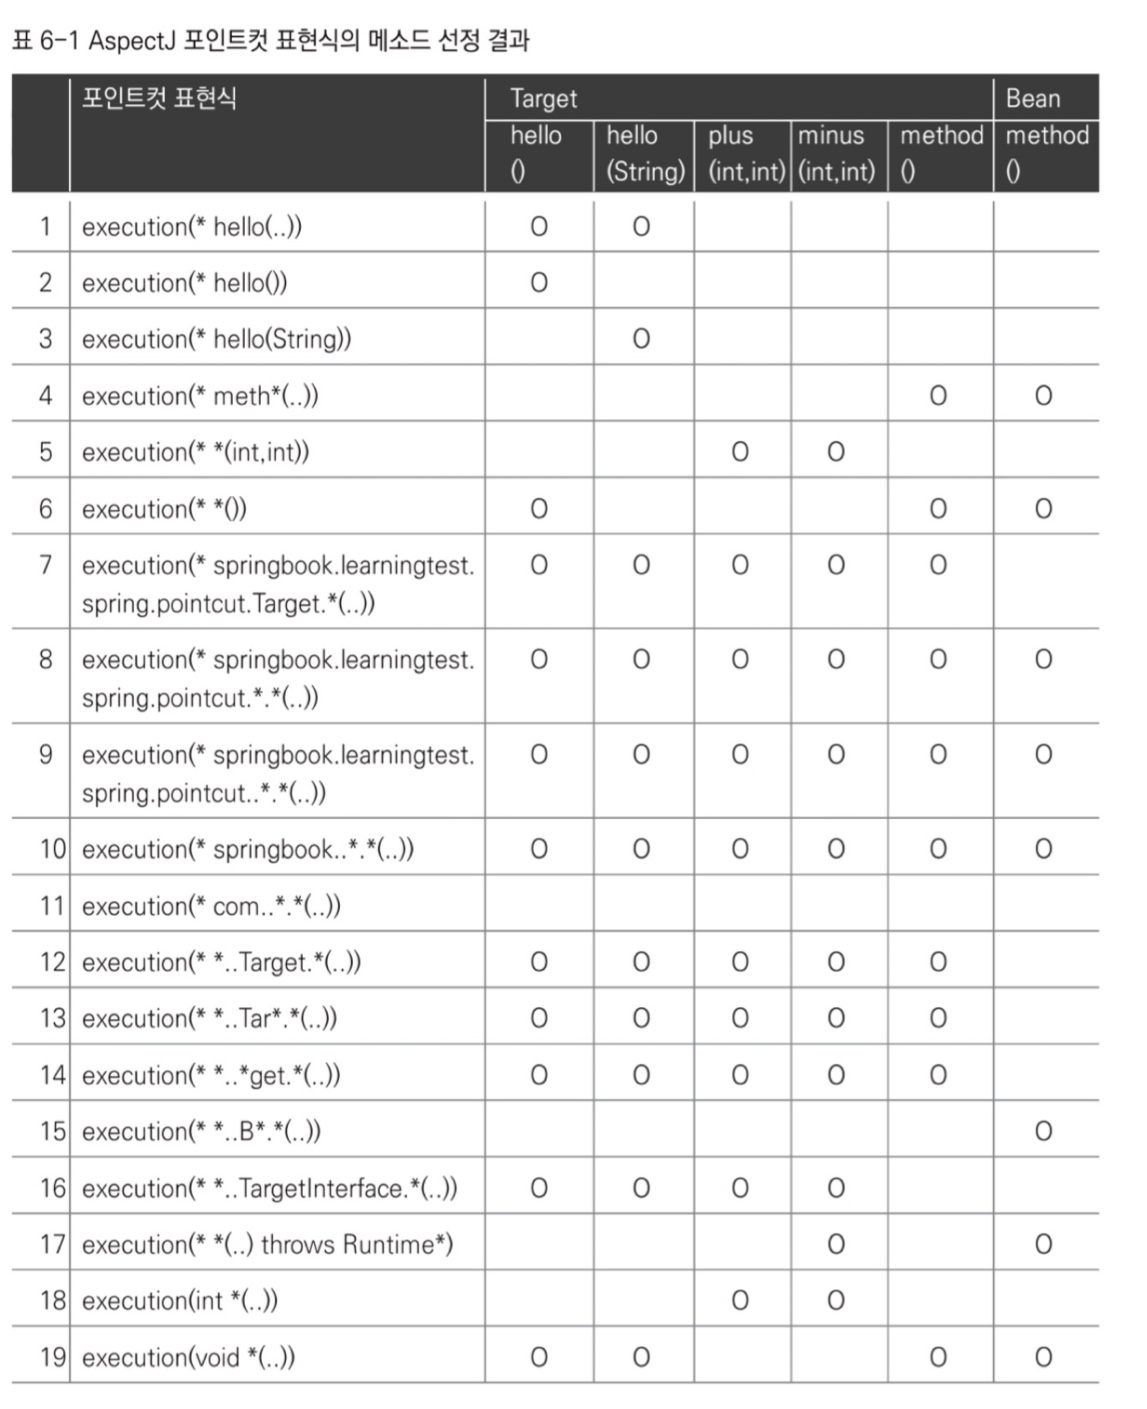 표 6-1 AspectJ 포인트컷 표현식의 메소드 선정 결과
포인트컷 표현식 Target Bean
hello hello plus minus method method
() (String) (int,int) (int,int) () ()
1 execution(* hello(..)) O O
2 execution(* hello()) O
3 execution(* hello(String)) O
4 execution(* meth*(..)) O O
5 execution(* *(int,int)) O O
6 execution(* *()) O O O
7 execution(* springbook.learningtest. O O O O O
spring.pointcut.Target.*(..))
8 execution(* springbook.learningtest. O O O O O O
spring.pointcut.*.*(..))
9 execution(* springbook.learningtest. O O O O O O
spring.pointcut..*.*(..))
10 execution(* springbook..*.*(..)) O O O O O O
11 execution(* com..*.*(..))
12 execution(* *..Target.*(..)) O O O O O
13 execution(* *..Tar*.*(..)) O O O O O
14 execution(* *..*get.*(..)) O O O O O
15 execution(* *..B*.*(..)) O
16 execution(* *..TargetInterface.*(..)) O O O O
17 execution(* *(..) throws Runtime*) O O
18 execution(int *(..)) O O
19 execution(void *(..)) O O O O